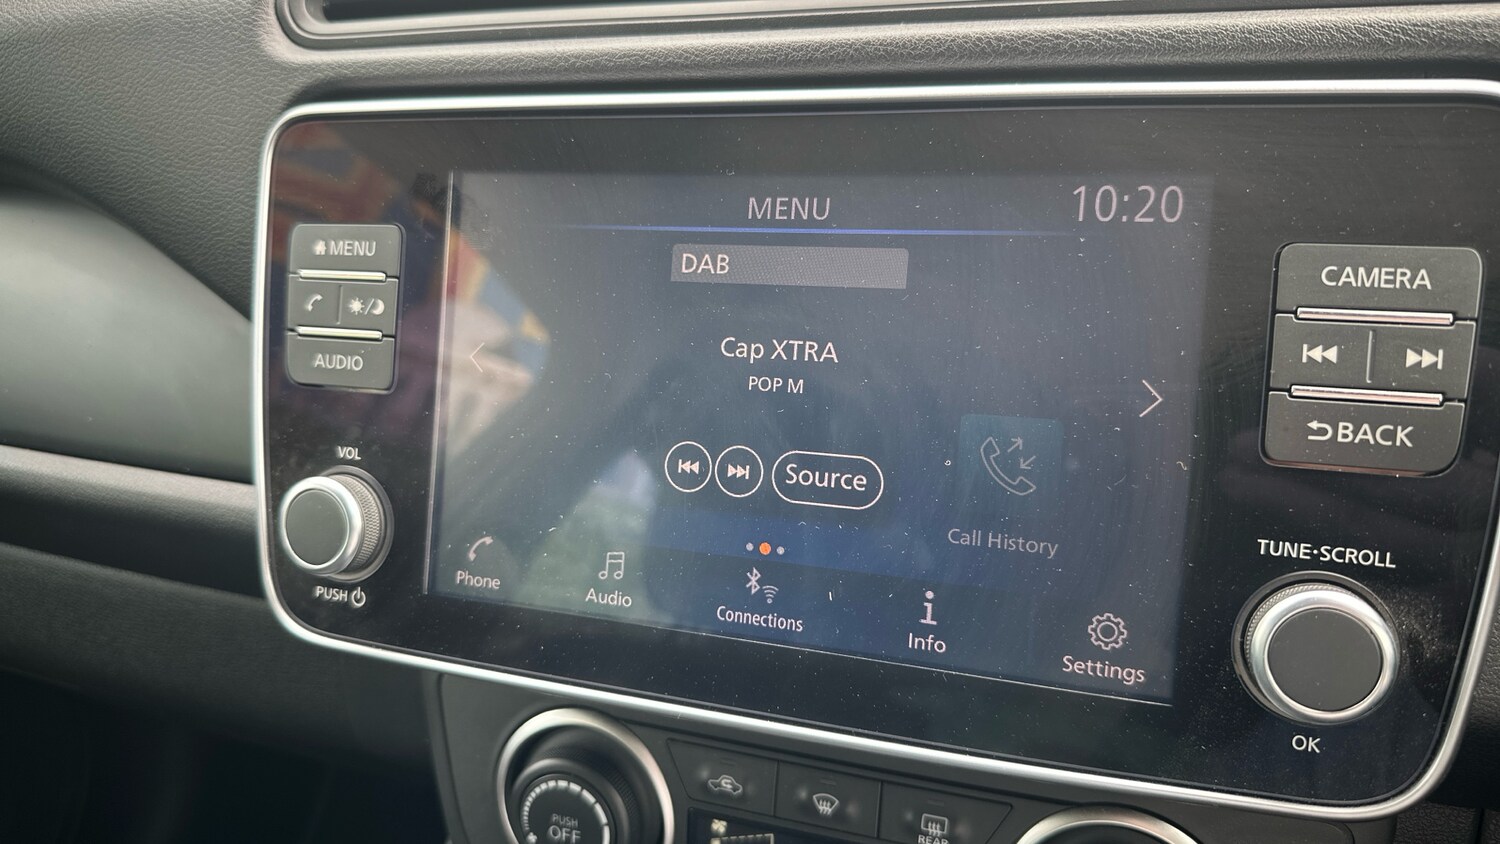 MENU
10:20
DAB
Cap XTRA
POP M
Source
Call History
Phone
Audio
Connections
Info
Settings
MENU
AUDIO
VOL
PUSH
CAMERA
BACK
TUNE·SCROLL
OK
PUSH
OFF
REAR